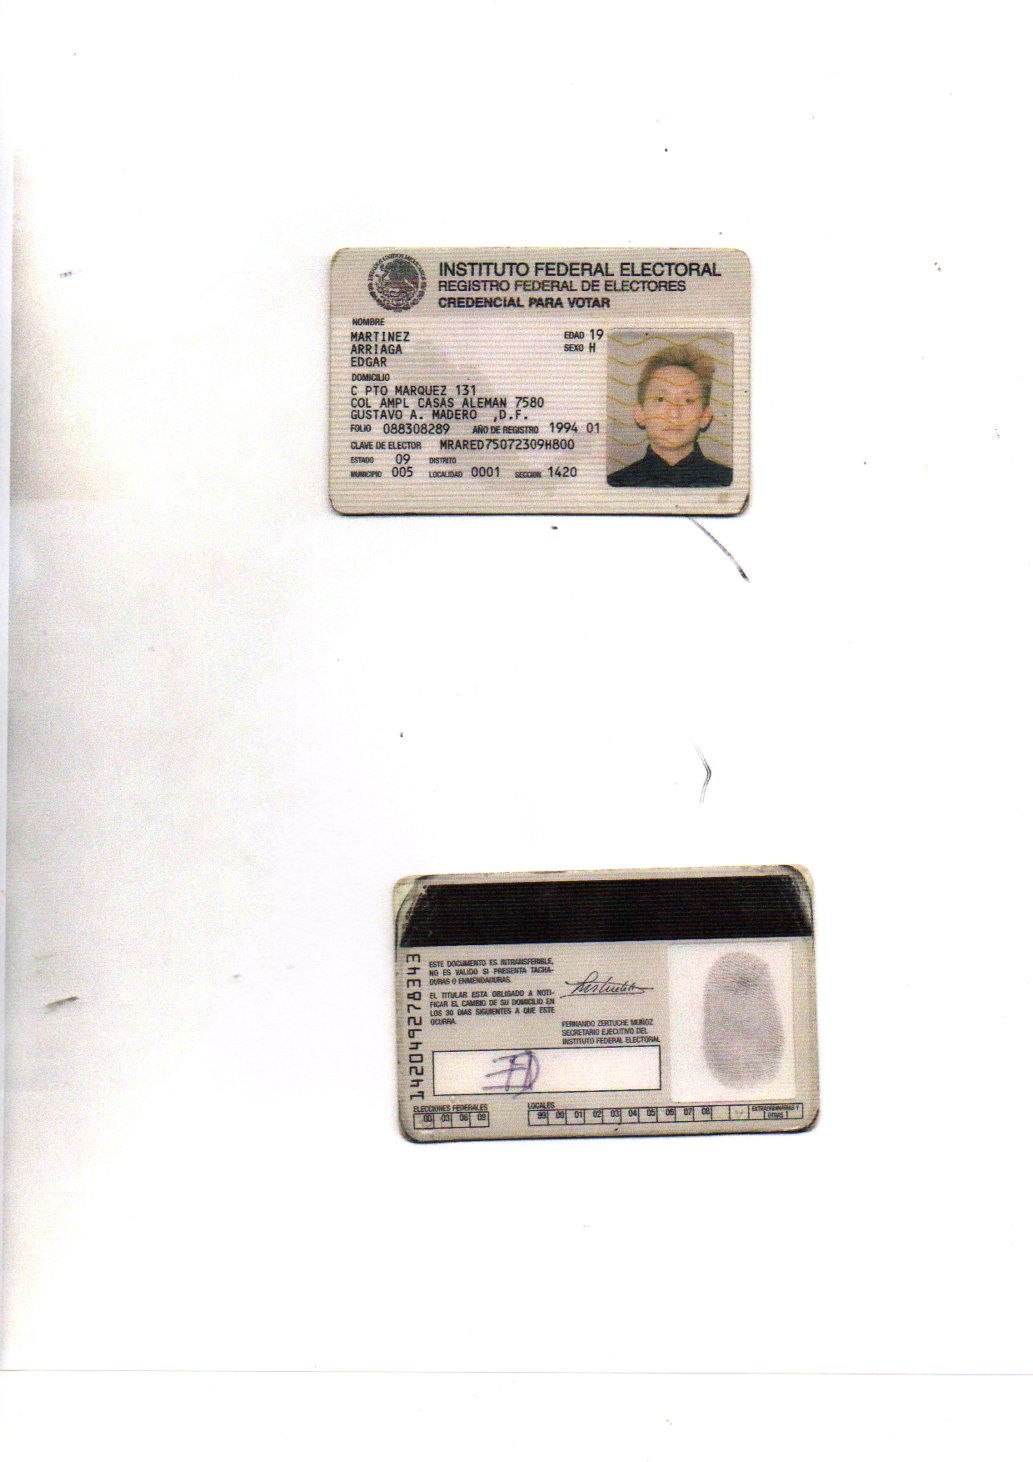 INSTITUTO FEDERAL ELECTORAL
REGISTRO FEDERAL DE ELECTORES
CREDENCIAL PARA VOTAR
NOMBRE
MARTINEZ
ARRIAGA
EDGAR
EDAD 19
SEXO H
DOMICILIO
C PTO MARQUEZ 131
COL AMPL CASAS ALEMAN 7580
GUSTAVO A. MADERO ,D.F.
FOLIO 088308289 AÑO DE REGISTRO 1994 01
CLAVE DE ELECTOR MRARED75072309H800
ESTADO 09 DISTRITO
MUNICIPIO 005 LOCALIDAD 0001 SECCION 1420
142049278343
ESTE DOCUMENTO ES INTRANSFERIBLE,
NO ES VALIDO SI PRESENTA TACHA-
DURAS O ENMENDADURAS.
EL TITULAR ESTA OBLIGADO A NOTI-
FICAR EL CAMBIO DE SU DOMICILIO EN
LOS 30 DIAS SIGUIENTES A QUE ESTE
OCURRA.
FERNANDO ZERTUCHE MUÑOZ
SECRETARIO EJECUTIVO DEL
INSTITUTO FEDERAL ELECTORAL
ELECCIONES FEDERALES
00 03 06 09
LOCALES
99 00 01 02 03 04 05 06 07 08
EXTRAORDINARIAS Y
OTRAS